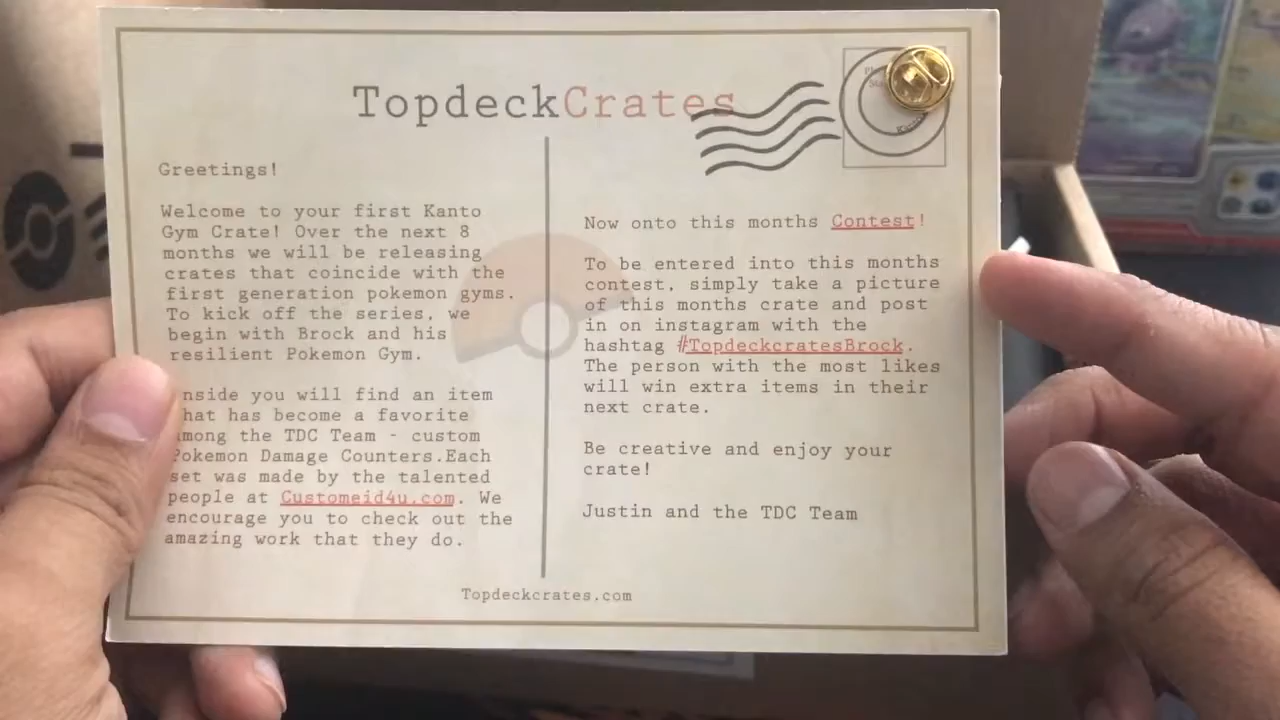 TopdeckCrates
Greetings!
Welcome to your first Kanto
Gym Crate! Over the next 8
months we will be releasing
crates that coincide with the
first generation pokemon gyms.
To kick off the series, we
begin with Brock and his
resilient Pokemon Gym.
nside you will find an item
hat has become a favorite
mong the TDC Team - custom
Pokemon Damage Counters.Each
set was made by the talented
people at Customeid4u.com. We
encourage you to check out the
amazing work that they do.
Now onto this months Contest!
To be entered into this months
contest, simply take a picture
of this months crate and post
in on instagram with the
hashtag #TopdeckcratesBrock.
The person with the most likes
will win extra items in their
next crate.
Be creative and enjoy your
crate!
Justin and the TDC Team
Topdeckcrates.com